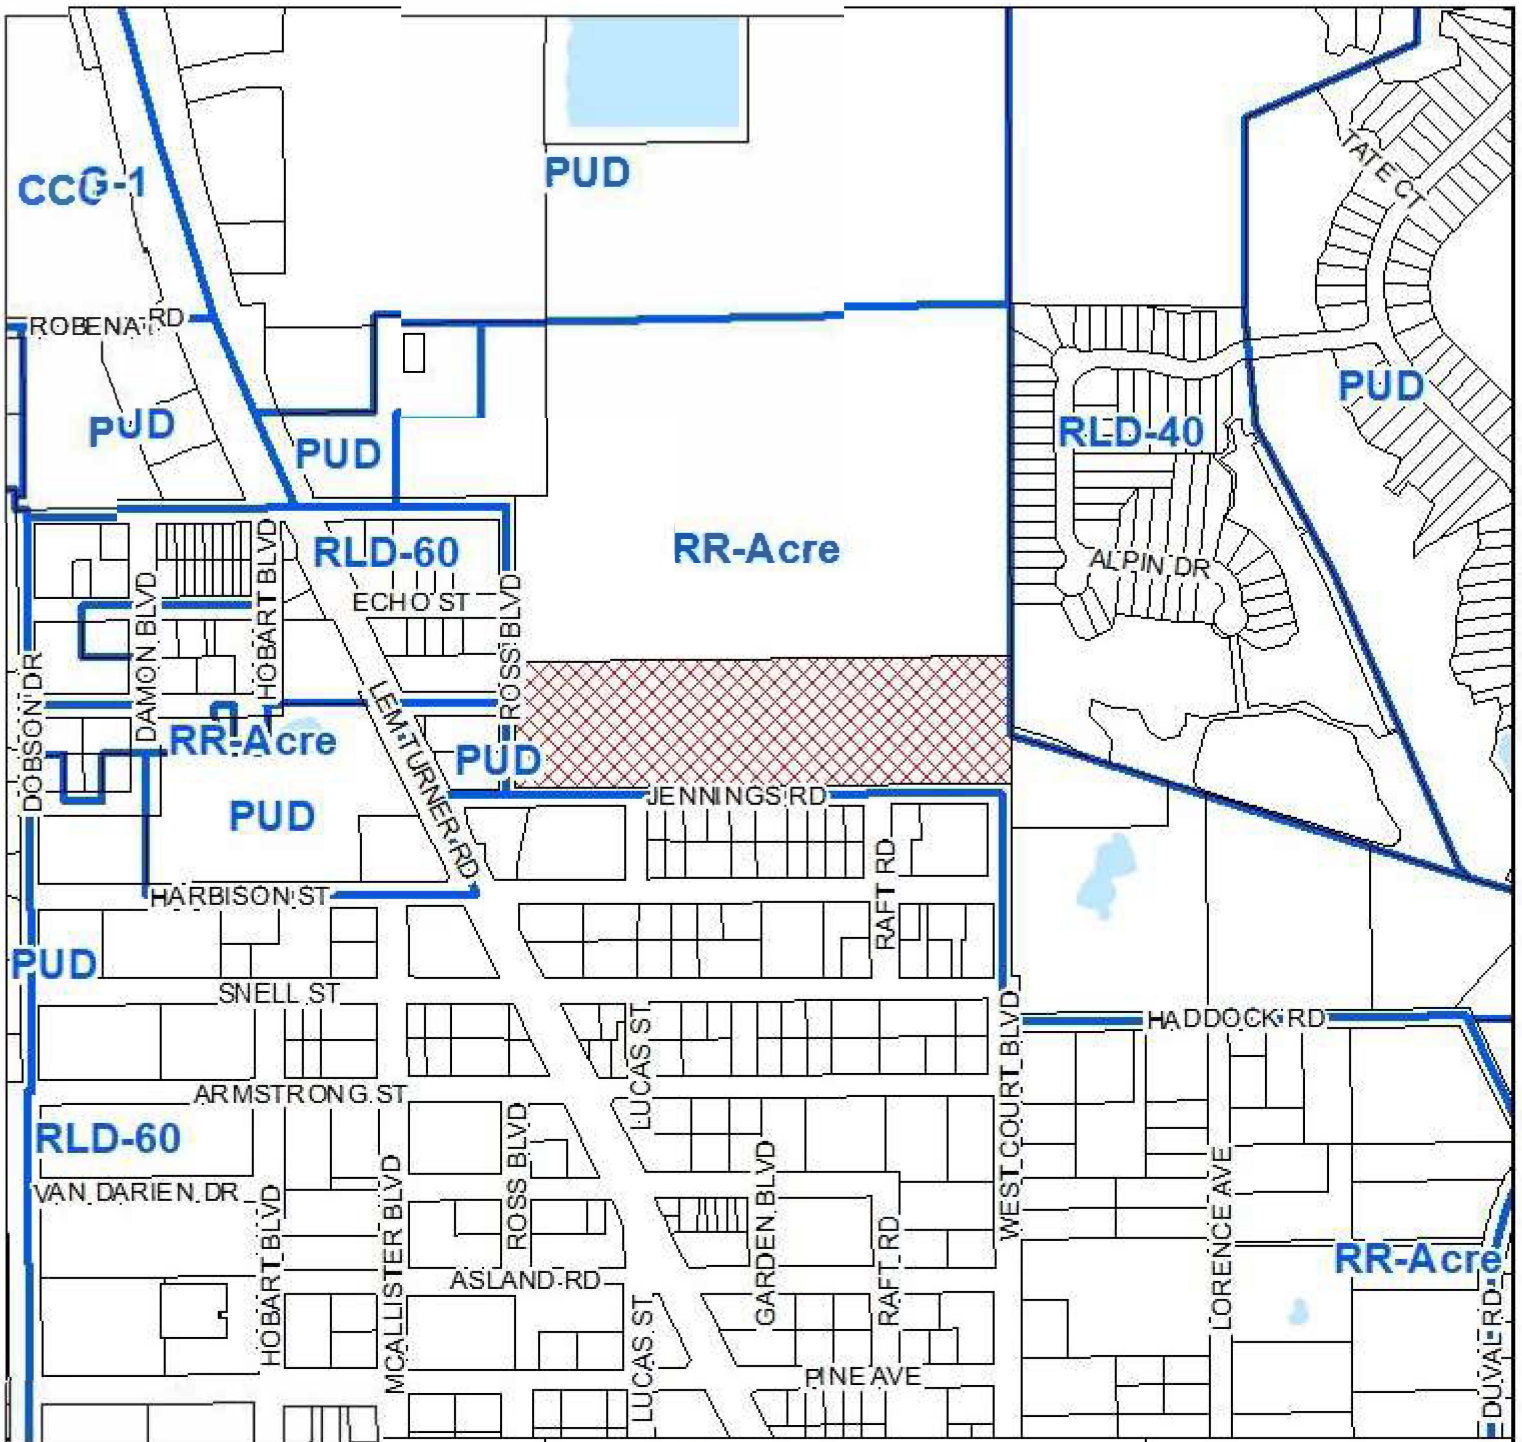 PUD
TATE CT
CCG-1
ROBENA RD
PUD
PUD
PUD
RLD-40
RLD-60
RR-Acre
ALPIN DR
ECHO ST
HOBART BLVD
DAMON BLVD
ROSS BLVD
DOBSON DR
LEM TURNER RD
RR-Acre
PUD
PUD
JENNINGS RD
RAFT RD
HARBISON ST
PUD
SNELL ST
LUCAS ST
WEST COURT BLVD
HADDOCK RD
ARMSTRONG ST
RLD-60
ROSS BLVD
VAN DARIEN DR
HOBART BLVD
MCALLISTER BLVD
GARDEN BLVD
RAFT RD
LORENCE AVE
RR-Acre
ASLAND RD
LUCAS ST
DUVAL RD
PINE AVE